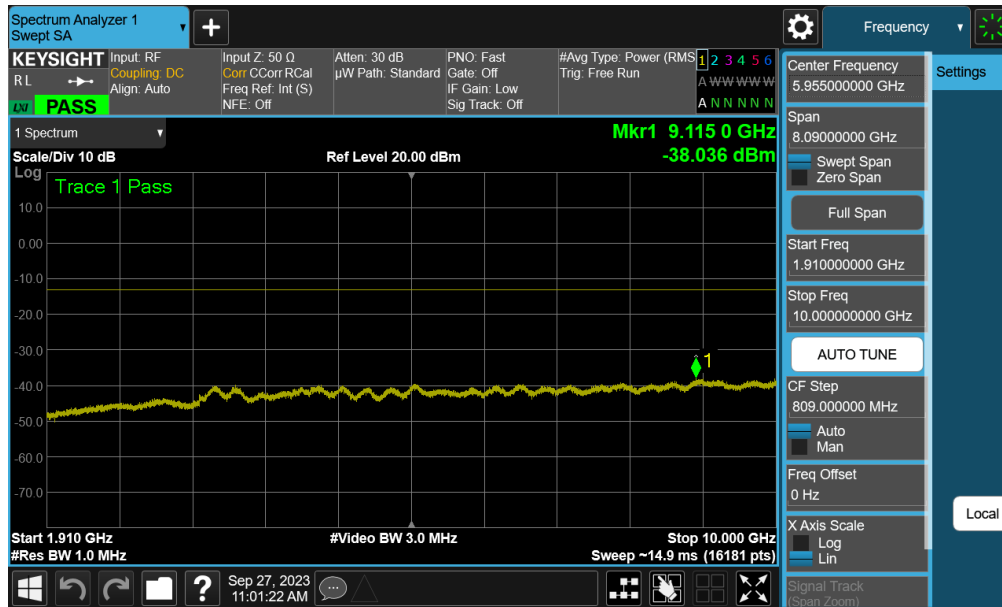 Spectrum Analyzer 1
Swept SA
+
Frequency
KEYSIGHT
R L
LXI PASS
Input: RF
Coupling: DC
Align: Auto
Input Z: 50 Ω
Corr CCorr RCal
Freq Ref: Int (S)
NFE: Off
Atten: 30 dB
µW Path: Standard
PNO: Fast
Gate: Off
IF Gain: Low
Sig Track: Off
#Avg Type: Power (RMS
Trig: Free Run
1 2 3 4 5 6
A W W W W W
A N N N N N
1 Spectrum
Scale/Div 10 dB
Ref Level 20.00 dBm
Mkr1 9.115 0 GHz
-38.036 dBm
Log
Trace 1 Pass
10.0
0.00
-10.0
-20.0
-30.0
-40.0
-50.0
-60.0
-70.0
1
Start 1.910 GHz
#Res BW 1.0 MHz
#Video BW 3.0 MHz
Stop 10.000 GHz
Sweep ~14.9 ms (16181 pts)
Center Frequency
5.955000000 GHz
Settings
Span
8.09000000 GHz
Swept Span
Zero Span
Full Span
Start Freq
1.910000000 GHz
Stop Freq
10.000000000 GHz
AUTO TUNE
CF Step
809.000000 MHz
Auto
Man
Freq Offset
0 Hz
X Axis Scale
Log
Lin
Local
Signal Track
(Span Zoom)
?
Sep 27, 2023
11:01:22 AM